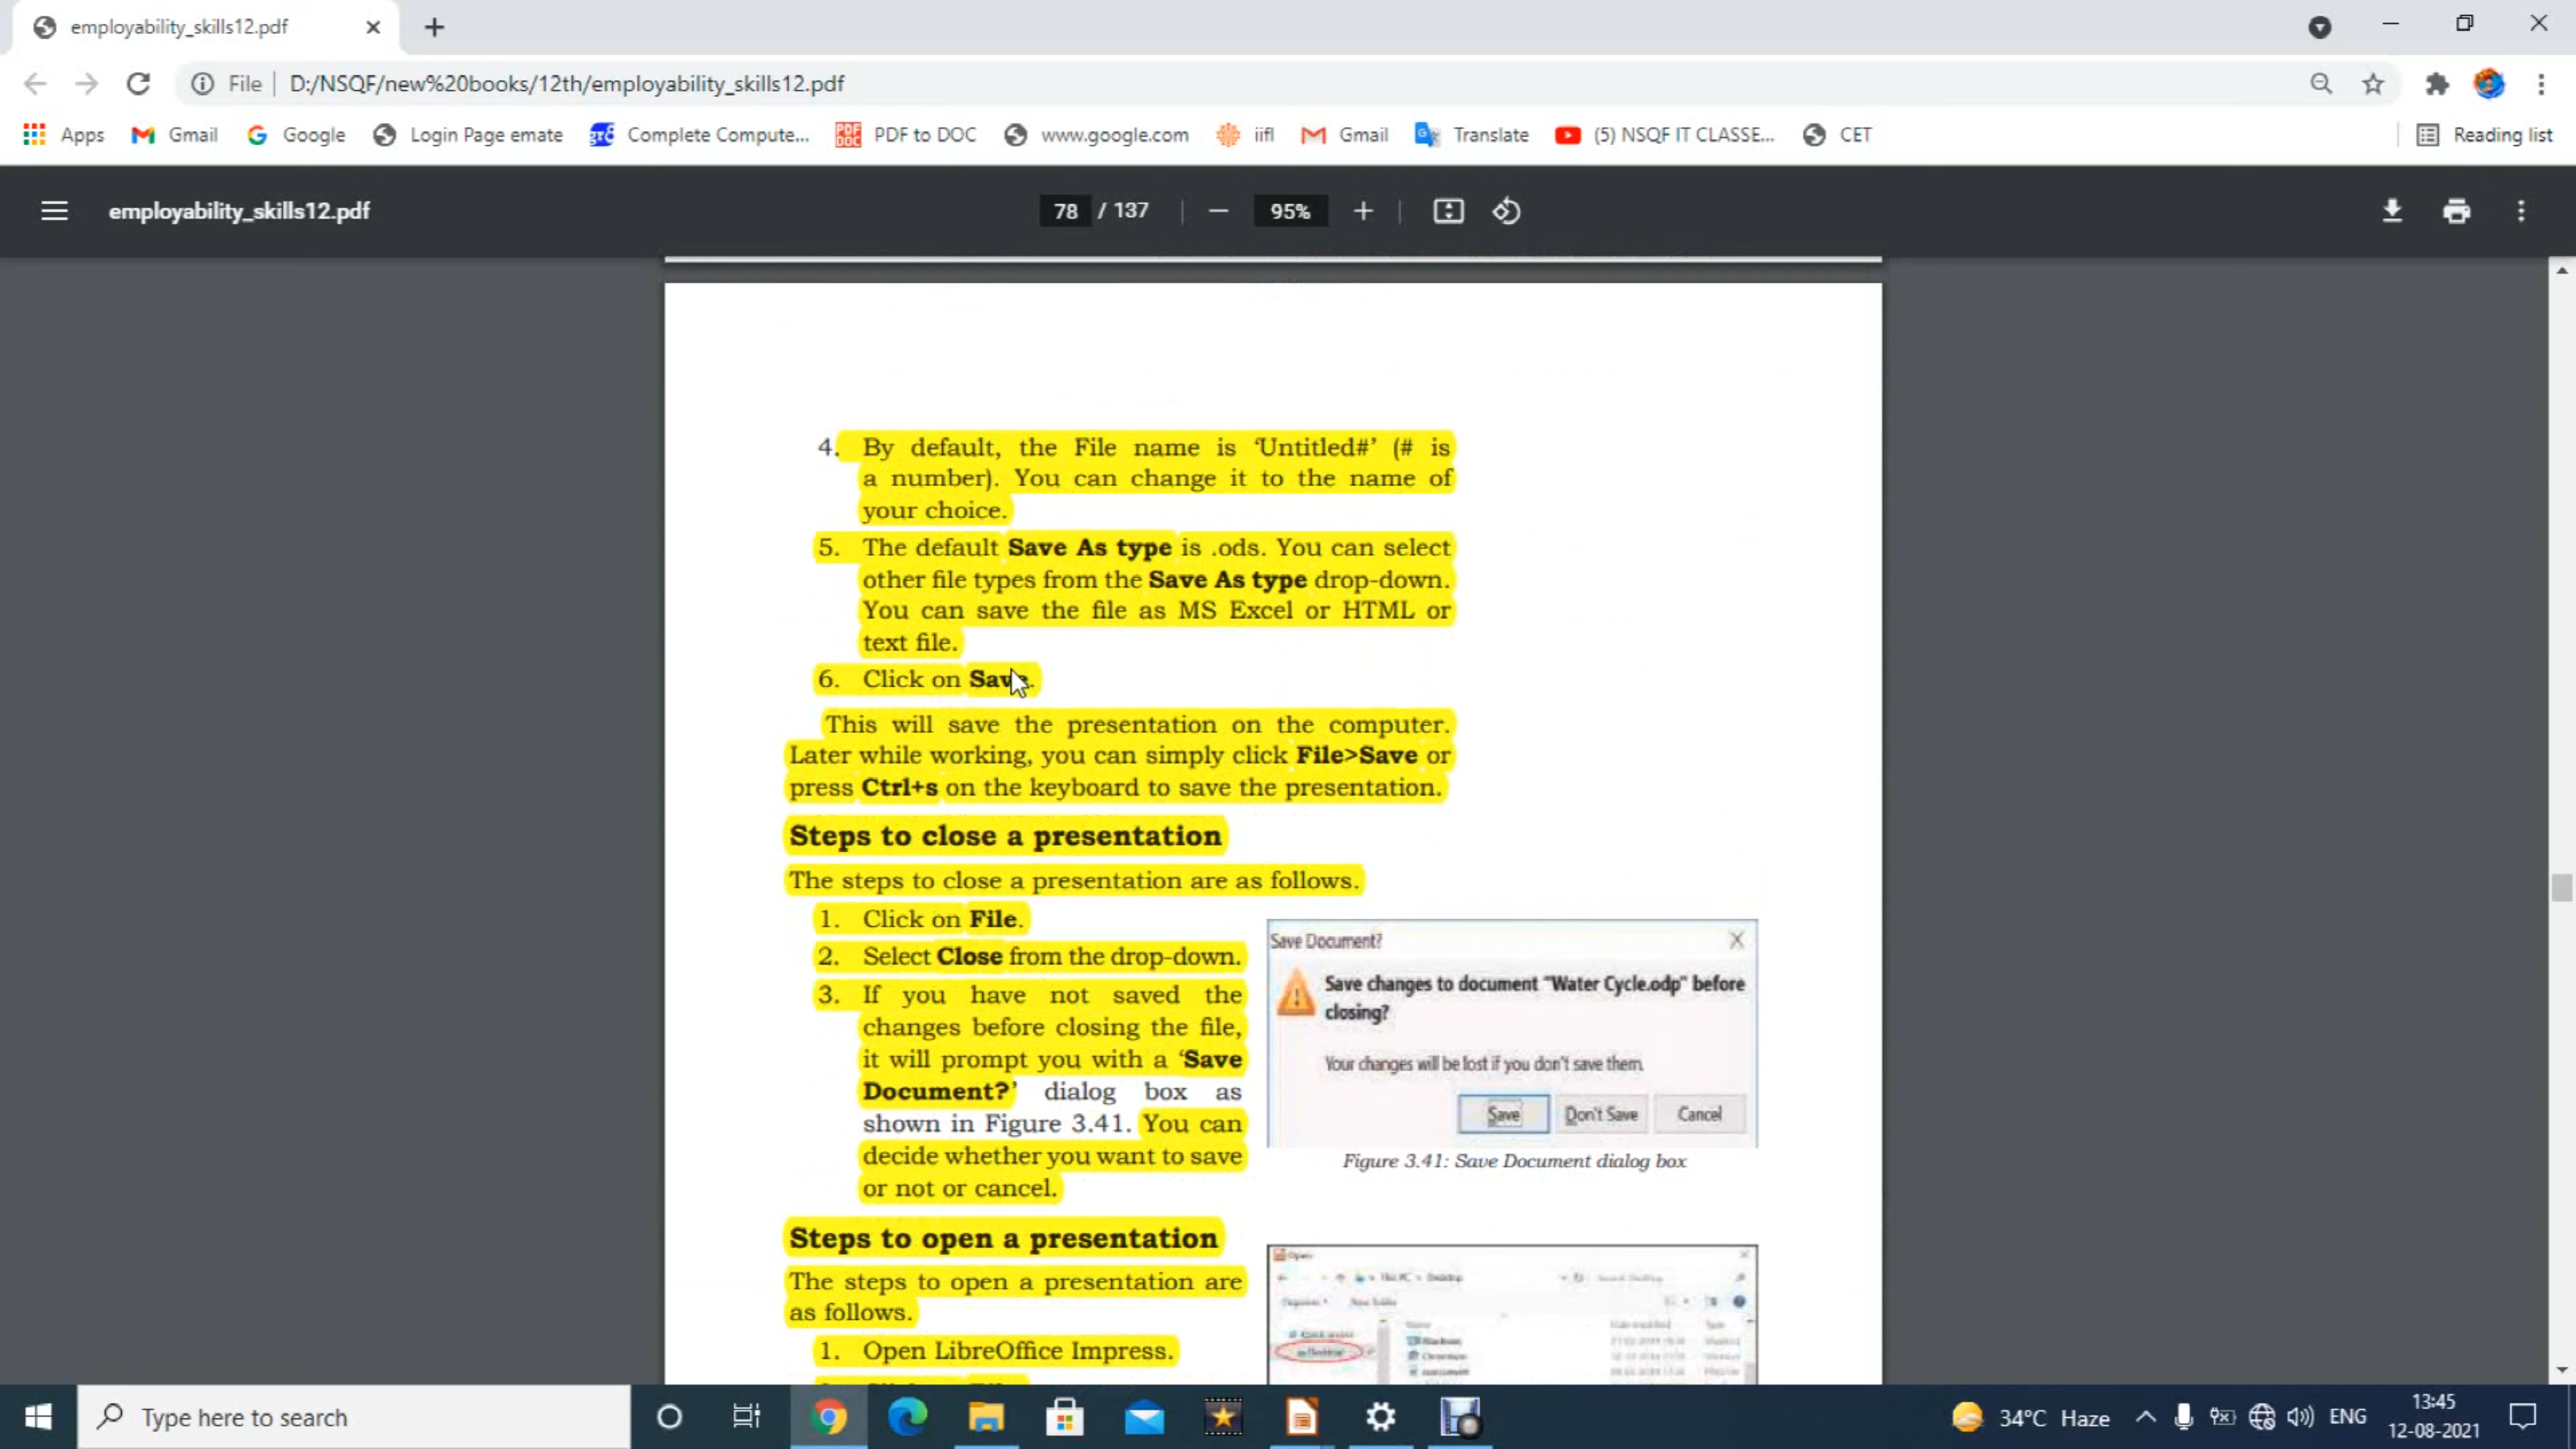 employability_skills12.pdf
File
D:/NSQF/new%20books/12th/employability_skills12.pdf
Apps
Gmail
Google
Login Page emate
Complete Compute...
PDF to DOC
www.google.com
iifl
Gmail
Translate
(5) NSQF IT CLASSE...
CET
Reading list
employability_skills12.pdf
78 / 137
95%
4. By default, the File name is ‘Untitled#’ (# is
a number). You can change it to the name of
your choice.
5. The default Save As type is .ods. You can select
other file types from the Save As type drop-down.
You can save the file as MS Excel or HTML or
text file.
6. Click on Save.
This will save the presentation on the computer.
Later while working, you can simply click File>Save or
press Ctrl+s on the keyboard to save the presentation.
Steps to close a presentation
The steps to close a presentation are as follows.
1. Click on File.
2. Select Close from the drop-down.
3. If you have not saved the
changes before closing the file,
it will prompt you with a ‘Save
Document?’ dialog box as
shown in Figure 3.41. You can
decide whether you want to save
or not or cancel.
Save Document?
Save changes to document "Water Cycle.odp" before
closing?
Your changes will be lost if you don't save them.
Save
Don't Save
Cancel
Figure 3.41: Save Document dialog box
Steps to open a presentation
The steps to open a presentation are
as follows.
1. Open LibreOffice Impress.
Open
This PC > Desktop
Desktop
Type here to search
34°C Haze
ENG
13:45
12-08-2021